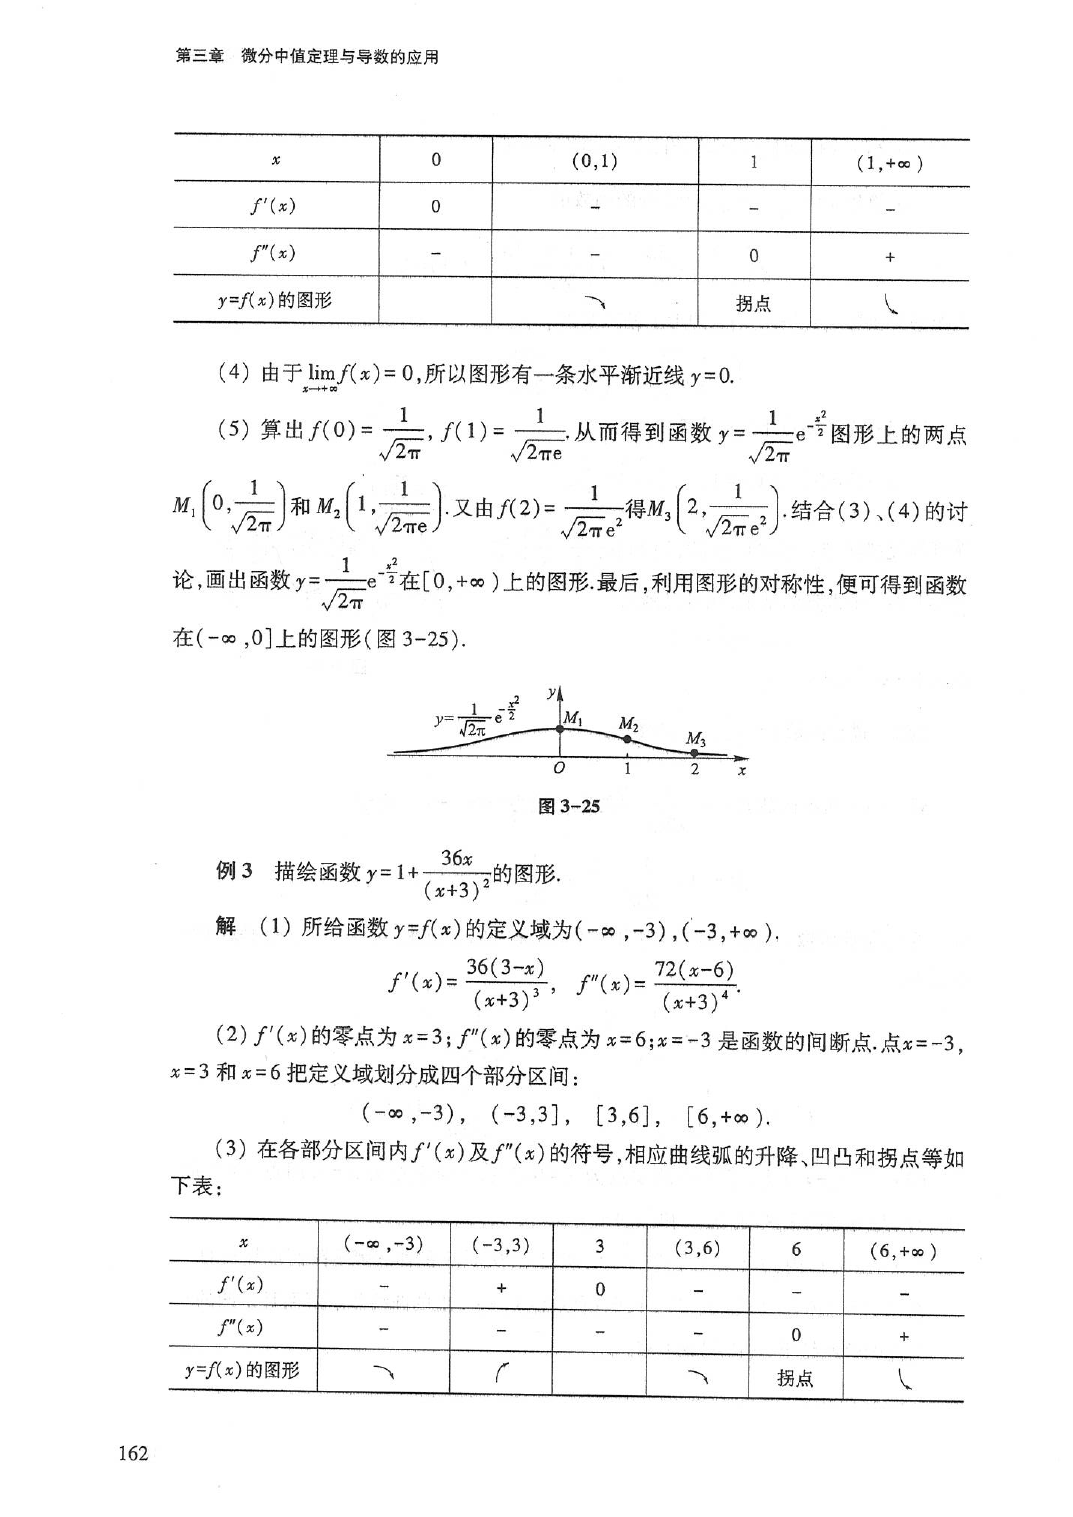 第三章 微分中值定理与导数的应用
x 0 (0,1) 1 (1,+∞)
f'(x) 0 - - -
f"(x) - - 0 +
y=f(x)的图形 拐点
(4) 由于lim f(x)=0,所以图形有一条水平渐近线 y=0.
x→+∞
(5) 算出 f(0)=1/√(2π), f(1)=1/√(2πe).从而得到函数 y=1/√(2π) e^(-x²/2)图形上的两点
M₁(0,1/√(2π))和 M₂(1,1/√(2πe)).又由 f(2)=1/(√(2π)e²)得M₃(2,1/(√(2π)e²)).结合(3)、(4)的讨
论,画出函数 y=1/√(2π) e^(-x²/2)在[0,+∞)上的图形.最后,利用图形的对称性,便可得到函数
在(-∞,0]上的图形(图 3-25).
y=1/√(2π) e^(-x²/2)
y
M₁
M₂
M₃
O 1 2 x
图 3-25
例 3 描绘函数 y=1+36x/(x+3)²的图形.
解 (1) 所给函数 y=f(x)的定义域为(-∞,-3),(-3,+∞).
f'(x)=36(3-x)/(x+3)³, f"(x)=72(x-6)/(x+3)⁴.
(2) f'(x)的零点为 x=3; f"(x)的零点为 x=6;x=-3 是函数的间断点.点x=-3,
x=3 和 x=6 把定义域划分成四个部分区间:
(-∞,-3), (-3,3], [3,6], [6,+∞).
(3) 在各部分区间内 f'(x)及 f"(x)的符号,相应曲线弧的升降、凹凸和拐点等如
下表:
x (-∞,-3) (-3,3) 3 (3,6) 6 (6,+∞)
f'(x) - + 0 - - -
f"(x) - - - - 0 +
y=f(x)的图形 拐点
162